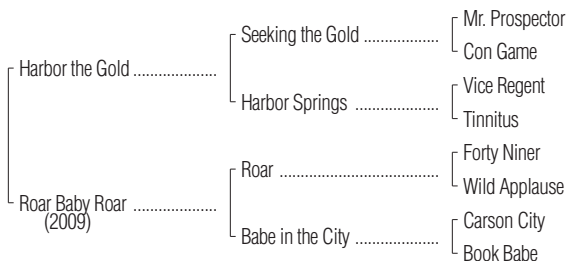 Mr. Prospector
Seeking the Gold ..................
Con Game
Harbor the Gold ....................
Vice Regent
Harbor Springs ....................
Tinnitus
Forty Niner
Roar ......................................
Wild Applause
Roar Baby Roar ....................
(2009)
Carson City
Babe in the City ....................
Book Babe